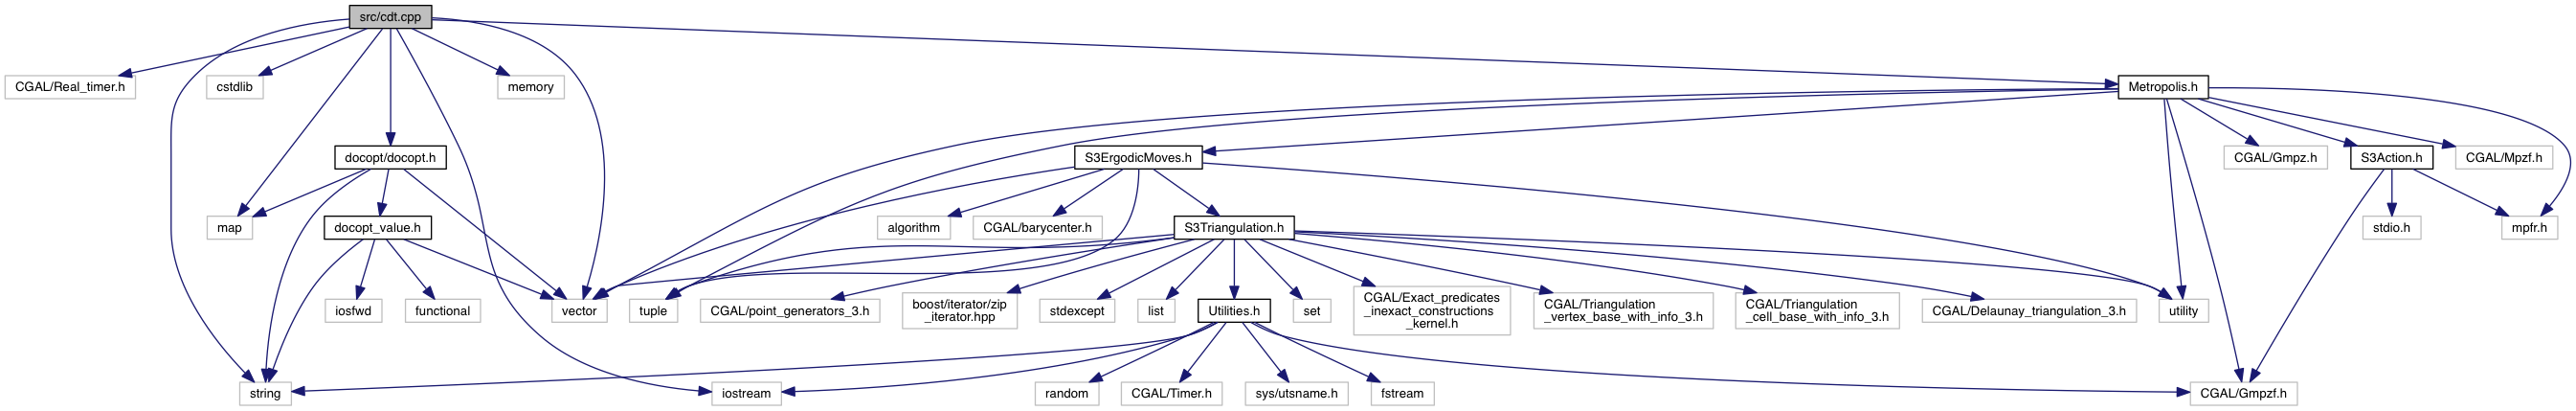 src/cdt.cpp
CGAL/Real_timer.h
cstdlib
memory
Metropolis.h
docopt/docopt.h
S3ErgodicMoves.h
CGAL/Gmpz.h
S3Action.h
CGAL/Mpzf.h
map
docopt_value.h
algorithm
CGAL/barycenter.h
S3Triangulation.h
stdio.h
mpfr.h
iosfwd
functional
vector
tuple
CGAL/point_generators_3.h
boost/iterator/zip
_iterator.hpp
stdexcept
list
Utilities.h
set
CGAL/Exact_predicates
_inexact_constructions
_kernel.h
CGAL/Triangulation
_vertex_base_with_info_3.h
CGAL/Triangulation
_cell_base_with_info_3.h
CGAL/Delaunay_triangulation_3.h
utility
string
iostream
random
CGAL/Timer.h
sys/utsname.h
fstream
CGAL/Gmpzf.h